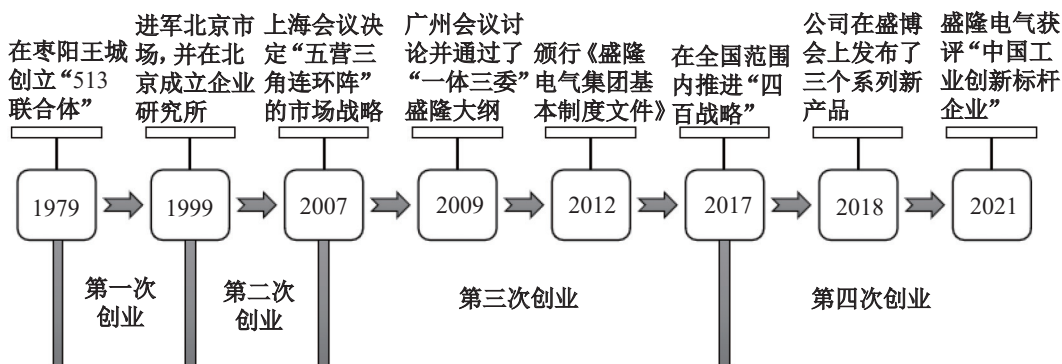 在枣阳王城
创立“513
联合体”
进军北京市
场,并在北
京成立企业
研究所
上海会议决
定“五营三
角连环阵”
的市场战略
广州会议讨
论并通过了
“一体三委”
盛隆大纲
颁行《盛隆
电气集团基
本制度文件》
在全国范围
内推进“四
百战略”
公司在盛博
会上发布了
三个系列新
产品
盛隆电气获
评“中国工
业创新标杆
企业”
1979
1999
2007
2009
2012
2017
2018
2021
第一次
创业
第二次
创业
第三次创业
第四次创业